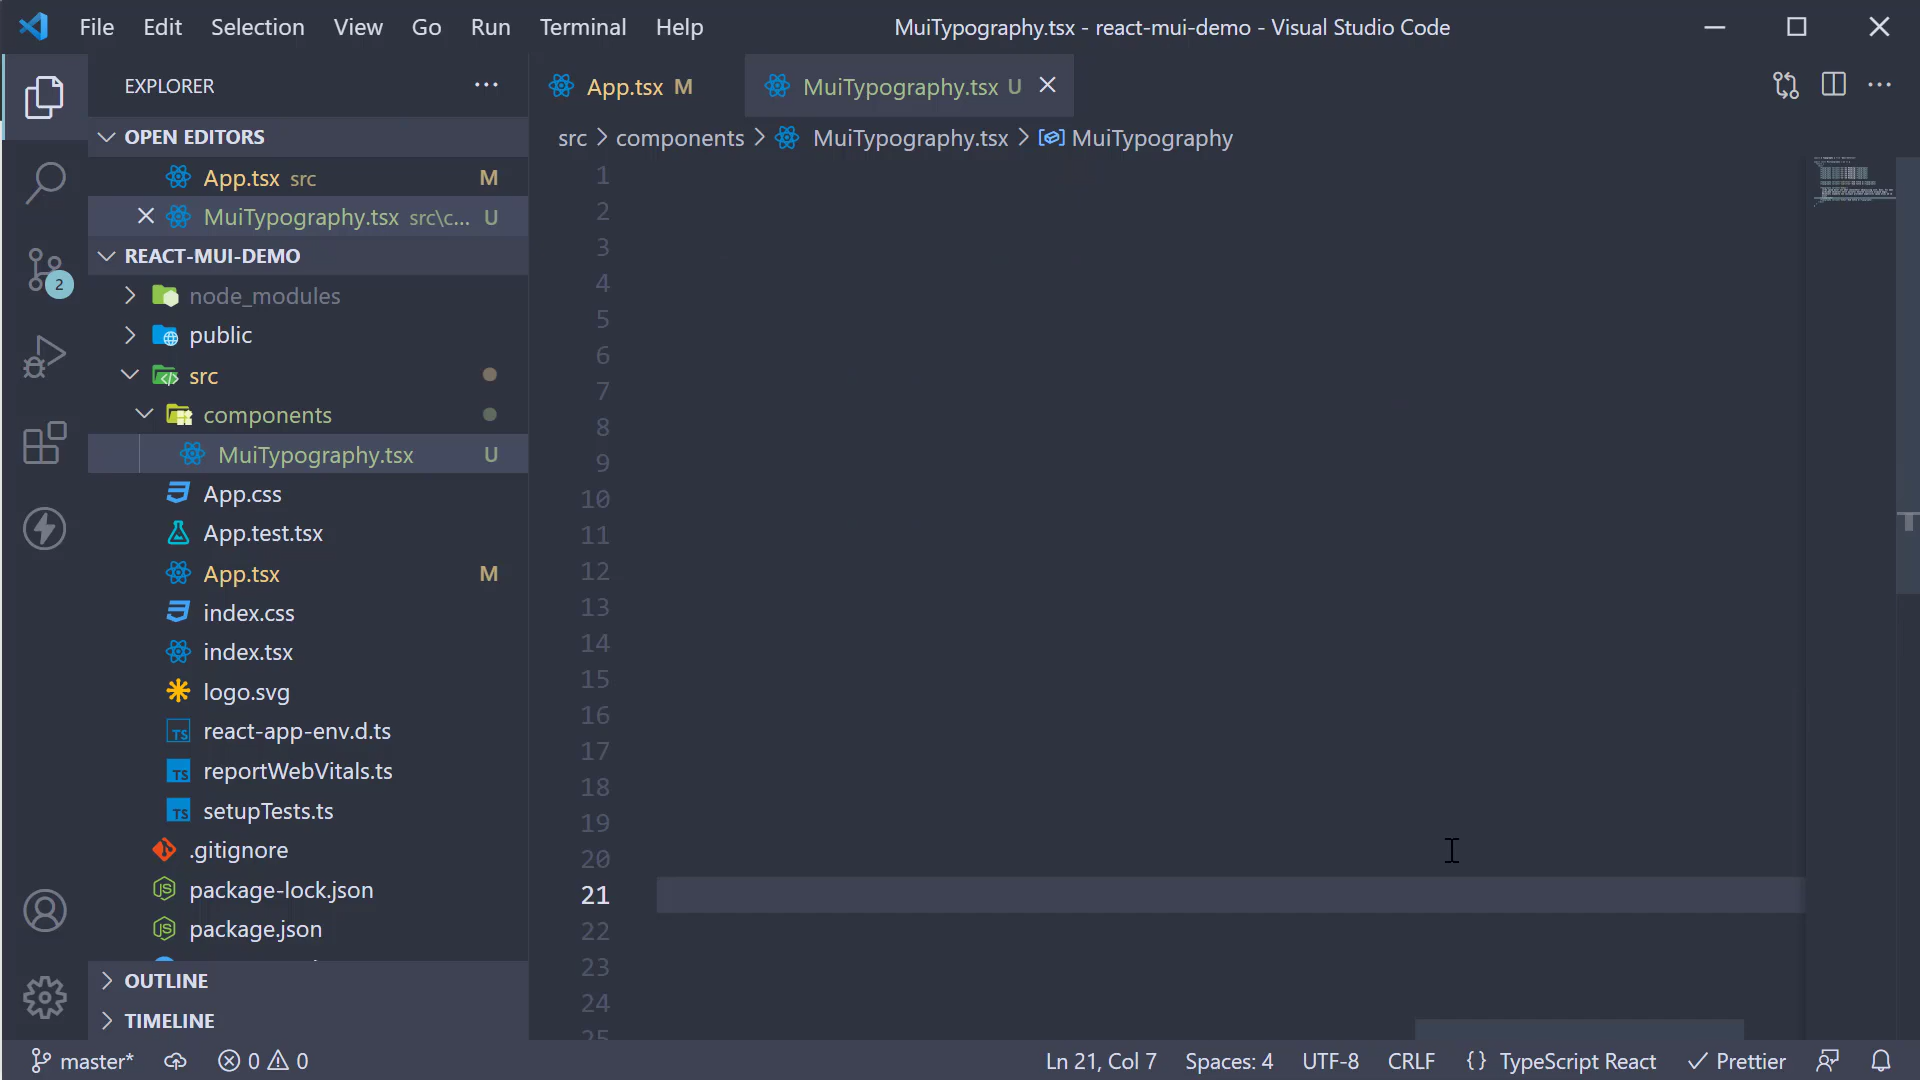 File Edit Selection View Go Run Terminal Help MuiTypography.tsx - react-mui-demo - Visual Studio Code
EXPLORER
App.tsx M MuiTypography.tsx U
OPEN EDITORS
src components MuiTypography.tsx MuiTypography
App.tsx src M
MuiTypography.tsx src\c... U
REACT-MUI-DEMO
node_modules
public
src
components
MuiTypography.tsx U
App.css
App.test.tsx
App.tsx M
index.css
index.tsx
logo.svg
TS react-app-env.d.ts
TS reportWebVitals.ts
TS setupTests.ts
.gitignore
package-lock.json
package.json
OUTLINE
TIMELINE
2
1
2
3
4
5
6
7
8
9
10
11
12
13
14
15
16
17
18
19
20
21
22
23
24
25
master* 0 0 Ln 21, Col 7 Spaces: 4 UTF-8 CRLF {} TypeScript React Prettier